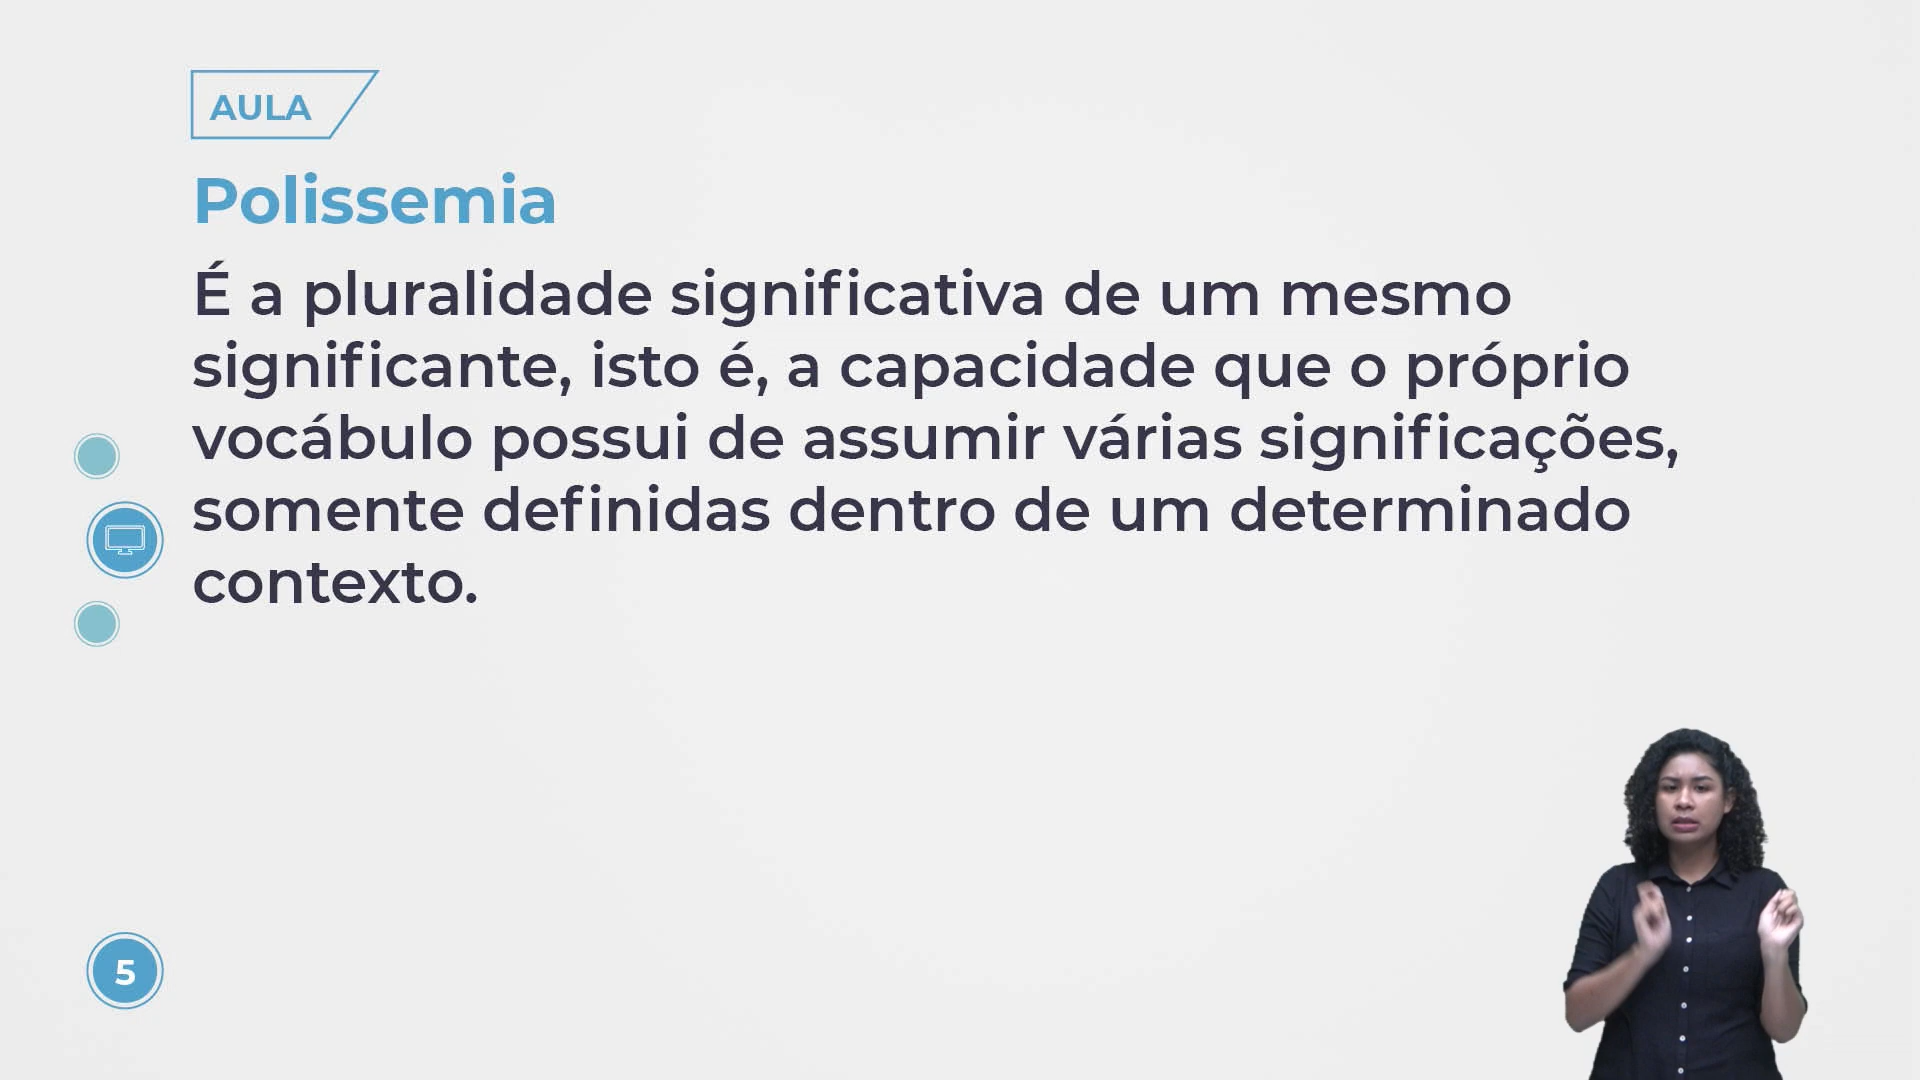 AULA
Polissemia
É a pluralidade significativa de um mesmo
significante, isto é, a capacidade que o próprio
vocábulo possui de assumir várias significações,
somente definidas dentro de um determinado
contexto.
5